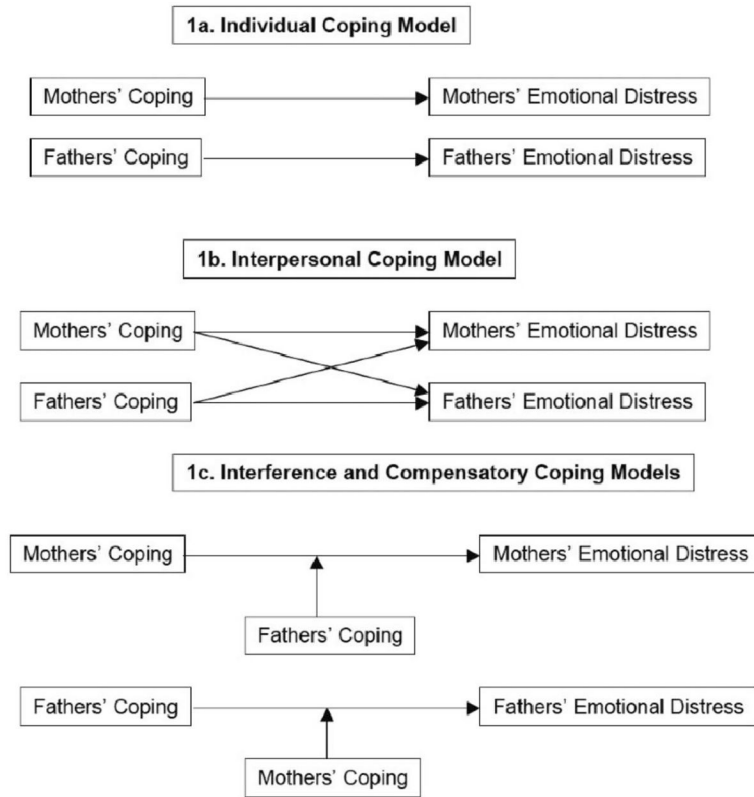 1a. Individual Coping Model
Mothers’ Coping
Mothers’ Emotional Distress
Fathers’ Coping
Fathers’ Emotional Distress
1b. Interpersonal Coping Model
Mothers’ Coping
Mothers’ Emotional Distress
Fathers’ Coping
Fathers’ Emotional Distress
1c. Interference and Compensatory Coping Models
Mothers’ Coping
Mothers’ Emotional Distress
Fathers’ Coping
Fathers’ Coping
Fathers’ Emotional Distress
Mothers’ Coping